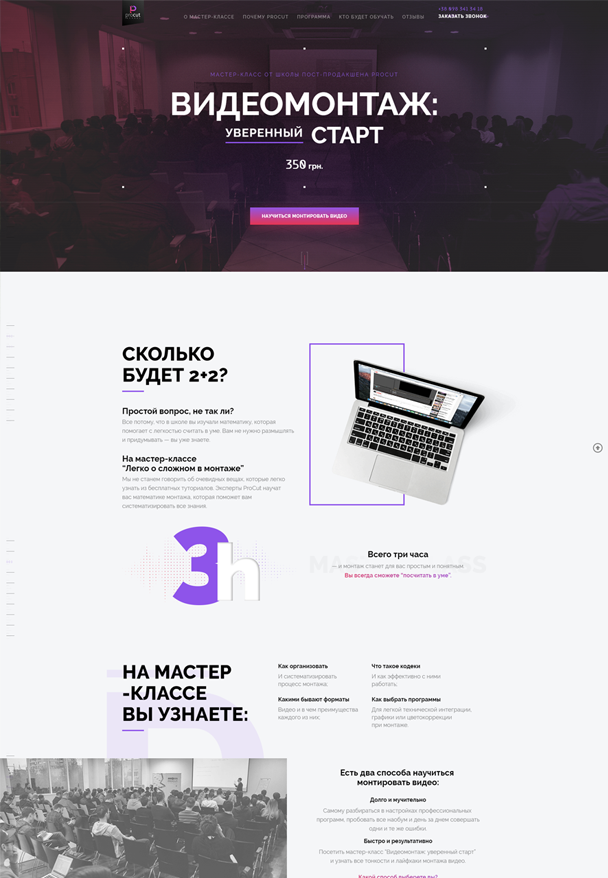 procut
О МАСТЕР-КЛАССЕ ПОЧЕМУ PROCUT ПРОГРАММА КТО БУДЕТ ОБУЧАТЬ ОТЗЫВЫ
ЗАКАЗАТЬ ЗВОНОК
МАСТЕР-КЛАСС ОТ ШКОЛЫ ПОСТ-ПРОДАКШЕНА PROCUT
ВИДЕОМОНТАЖ:
УВЕРЕННЫЙ СТАРТ
350 грн.
НАУЧИТЬСЯ МОНТИРОВАТЬ ВИДЕО
СКОЛЬКО
БУДЕТ 2+2?
Простой вопрос, не так ли?
Все потому, что в школе вы изучали математику, которая
помогает с легкостью считать в уме. Вам не нужно размышлять
и придумывать — вы уже знаете.
На мастер-классе
“Легко о сложном в монтаже”
Мы не станем говорить об очевидных вещах, которые легко
узнать из бесплатных туториалов. Эксперты ProCut научат
вас математике монтажа, которая поможет вам
систематизировать все знания
3h
Всего три часа
— и монтаж станет для вас простым и понятным.
Вы всегда сможете “посчитать в уме”.
НА МАСТЕР
-КЛАССЕ
ВЫ УЗНАЕТЕ:
Как организовать
И систематизировать
процесс монтажа;
Что такое кодеки
И как эффективно с ними
работать;
Какими бывают форматы
Видео и в чем преимущества
каждого из них;
Как выбрать программы
Для легкой технической интеграции,
графики или цветокоррекции
при монтаже.
Есть два способа научиться
монтировать видео:
Долго и мучительно
Самому разбираться в настройках профессиональных
программ, пробовать все наобум и день за днем совершать
одни и те же ошибки.
Быстро и результативно
Посетить мастер-класс “Видеомонтаж: уверенный старт”
и узнать все тонкости и лайфхаки монтажа видео.
Какой способ выберете вы?